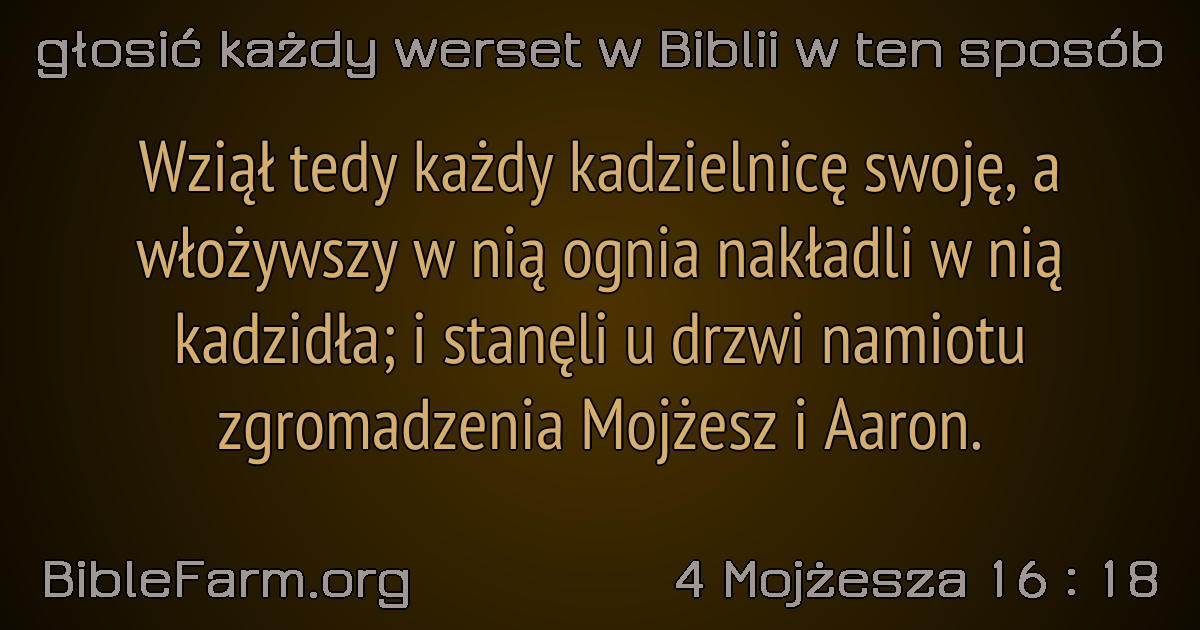 głosić każdy werset w Biblii w ten sposób
Wziął tedy każdy kadzielnicę swoję, a
włożywszy w nią ognia nakładli w nią
kadzidła; i stanęli u drzwi namiotu
zgromadzenia Mojżesz i Aaron.
BibleFarm.org
4 Mojżesza 16 : 18